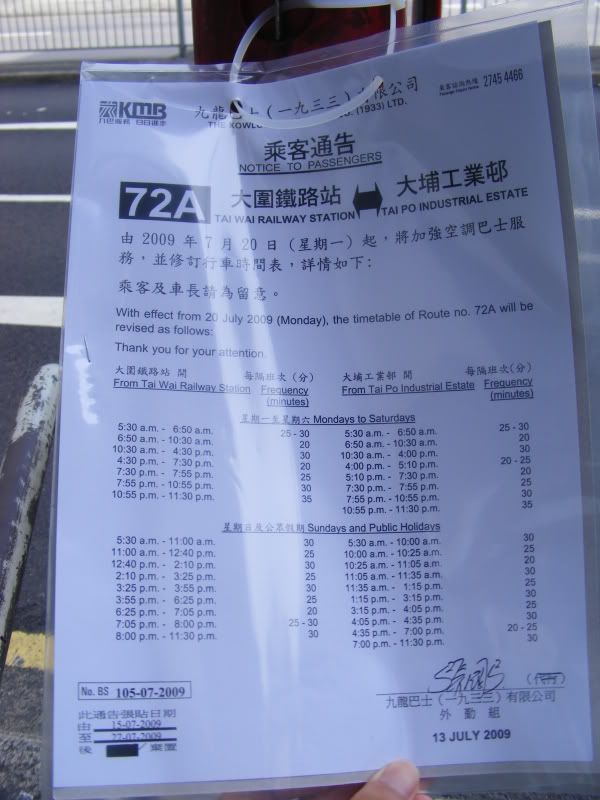 KMB
九巴服務 日日進步
九龍巴士（一九三三）有限公司
THE KOWLO (1933) LTD.
乘客諮詢熱線 2745 4466
乘客通告
NOTICE TO PASSENGERS
72A 大圍鐵路站 大埔工業邨
TAI WAI RAILWAY STATION TAI PO INDUSTRIAL ESTATE
由 2009 年 7 月 20 日（星期一）起，將加強空調巴士服
務，並修訂行車時間表，詳情如下：
乘客及車長請為留意。
With effect from 20 July 2009 (Monday), the timetable of Route no. 72A will be
revised as follows:
Thank you for your attention.
大圍鐵路站 開 每隔班次（分） 大埔工業邨 開 每隔班次（分）
From Tai Wai Railway Station Frequency From Tai Po Industrial Estate Frequency
(minutes) (minutes)
星期一至星期六 Mondays to Saturdays
5:30 a.m. - 6:50 a.m. 25 - 30 5:30 a.m. - 6:50 a.m. 25 - 30
6:50 a.m. - 10:30 a.m. 20 6:50 a.m. - 10:30 a.m. 20
10:30 a.m. - 4:30 p.m. 30 10:30 a.m. - 4:00 p.m. 30
4:30 p.m. - 7:30 p.m. 20 4:00 p.m. - 5:10 p.m. 20 - 25
7:30 p.m. - 7:55 p.m. 25 5:10 p.m. - 7:30 p.m. 20
7:55 p.m. - 10:55 p.m. 30 7:30 p.m. - 7:55 p.m. 25
10:55 p.m. - 11:30 p.m. 35 7:55 p.m. - 10:55 p.m. 30
10:55 p.m. - 11:30 p.m. 35
星期日及公眾假期 Sundays and Public Holidays
5:30 a.m. - 11:00 a.m. 30 5:30 a.m. - 10:00 a.m. 30
11:00 a.m. - 12:40 p.m. 25 10:00 a.m. - 10:25 a.m. 25
12:40 p.m. - 2:10 p.m. 30 10:25 a.m. - 11:05 a.m. 20
2:10 p.m. - 3:25 p.m. 25 11:05 a.m. - 11:35 a.m. 30
3:25 p.m. - 3:55 p.m. 30 11:35 a.m. - 1:15 p.m. 25
3:55 p.m. - 6:25 p.m. 25 1:15 p.m. - 3:15 p.m. 30
6:25 p.m. - 7:05 p.m. 20 3:15 p.m. - 4:05 p.m. 25
7:05 p.m. - 8:00 p.m. 25 - 30 4:05 p.m. - 4:35 p.m. 30
8:00 p.m. - 11:30 p.m. 30 4:35 p.m. - 7:00 p.m. 20 - 25
7:00 p.m. - 11:30 p.m. 30
No. BS 105-07-2009
此通告張貼日期
由 15-07-2009
至 27-07-2009
後 棄置
九龍巴士（一九三三）有限公司
外勤組
13 JULY 2009